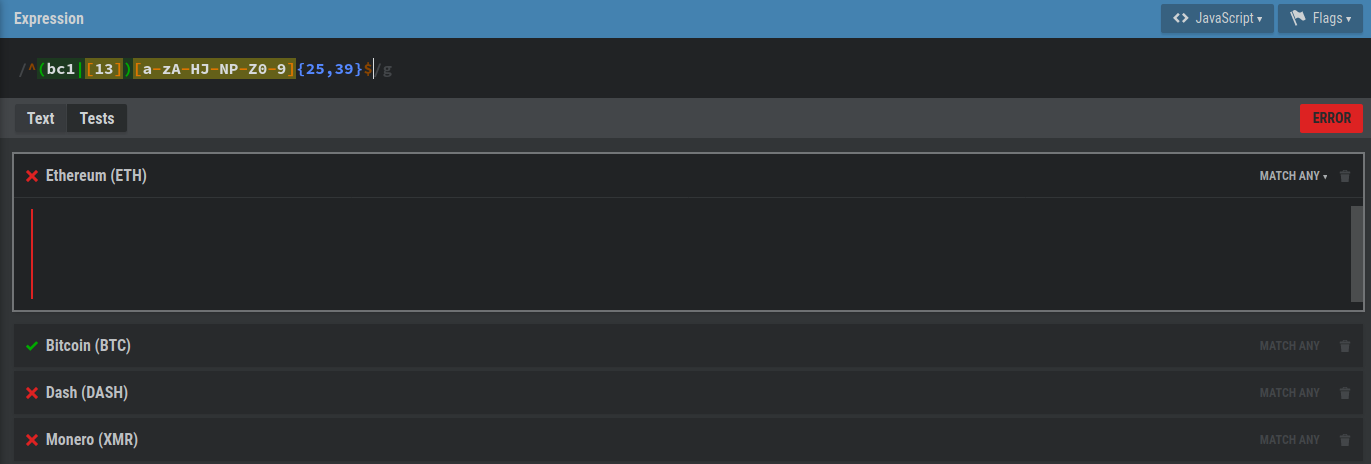 Expression
<> JavaScript ▾ Flags ▾
/^(bc1|[13])[a-zA-HJ-NP-Z0-9]{25,39}$/g
Text Tests ERROR
Ethereum (ETH) MATCH ANY ▾
Bitcoin (BTC) MATCH ANY
Dash (DASH) MATCH ANY
Monero (XMR) MATCH ANY